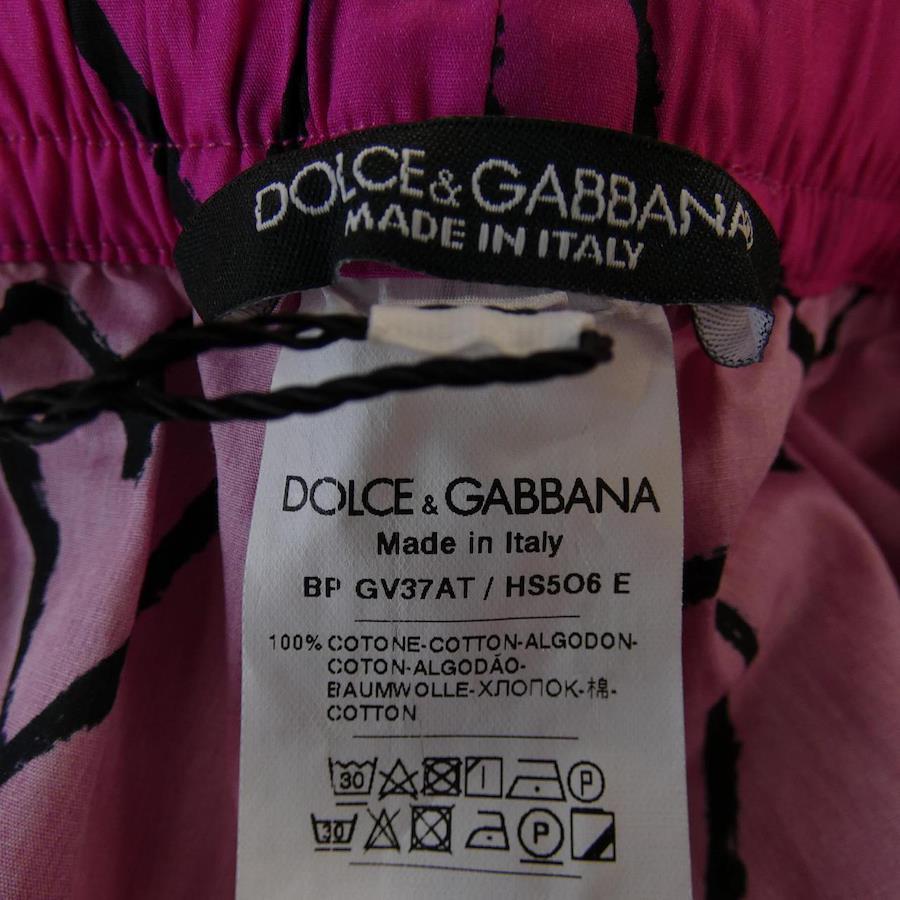 DOLCE & GABBANA
MADE IN ITALY
DOLCE & GABBANA
Made in Italy
BP GV37AT / HS5O6 E
100% COTONE-COTTON-ALGODON-
COTON-ALGODÃO-
BAUMWOLLE-ХЛОПОК-棉-
COTTON
30 P
30 P